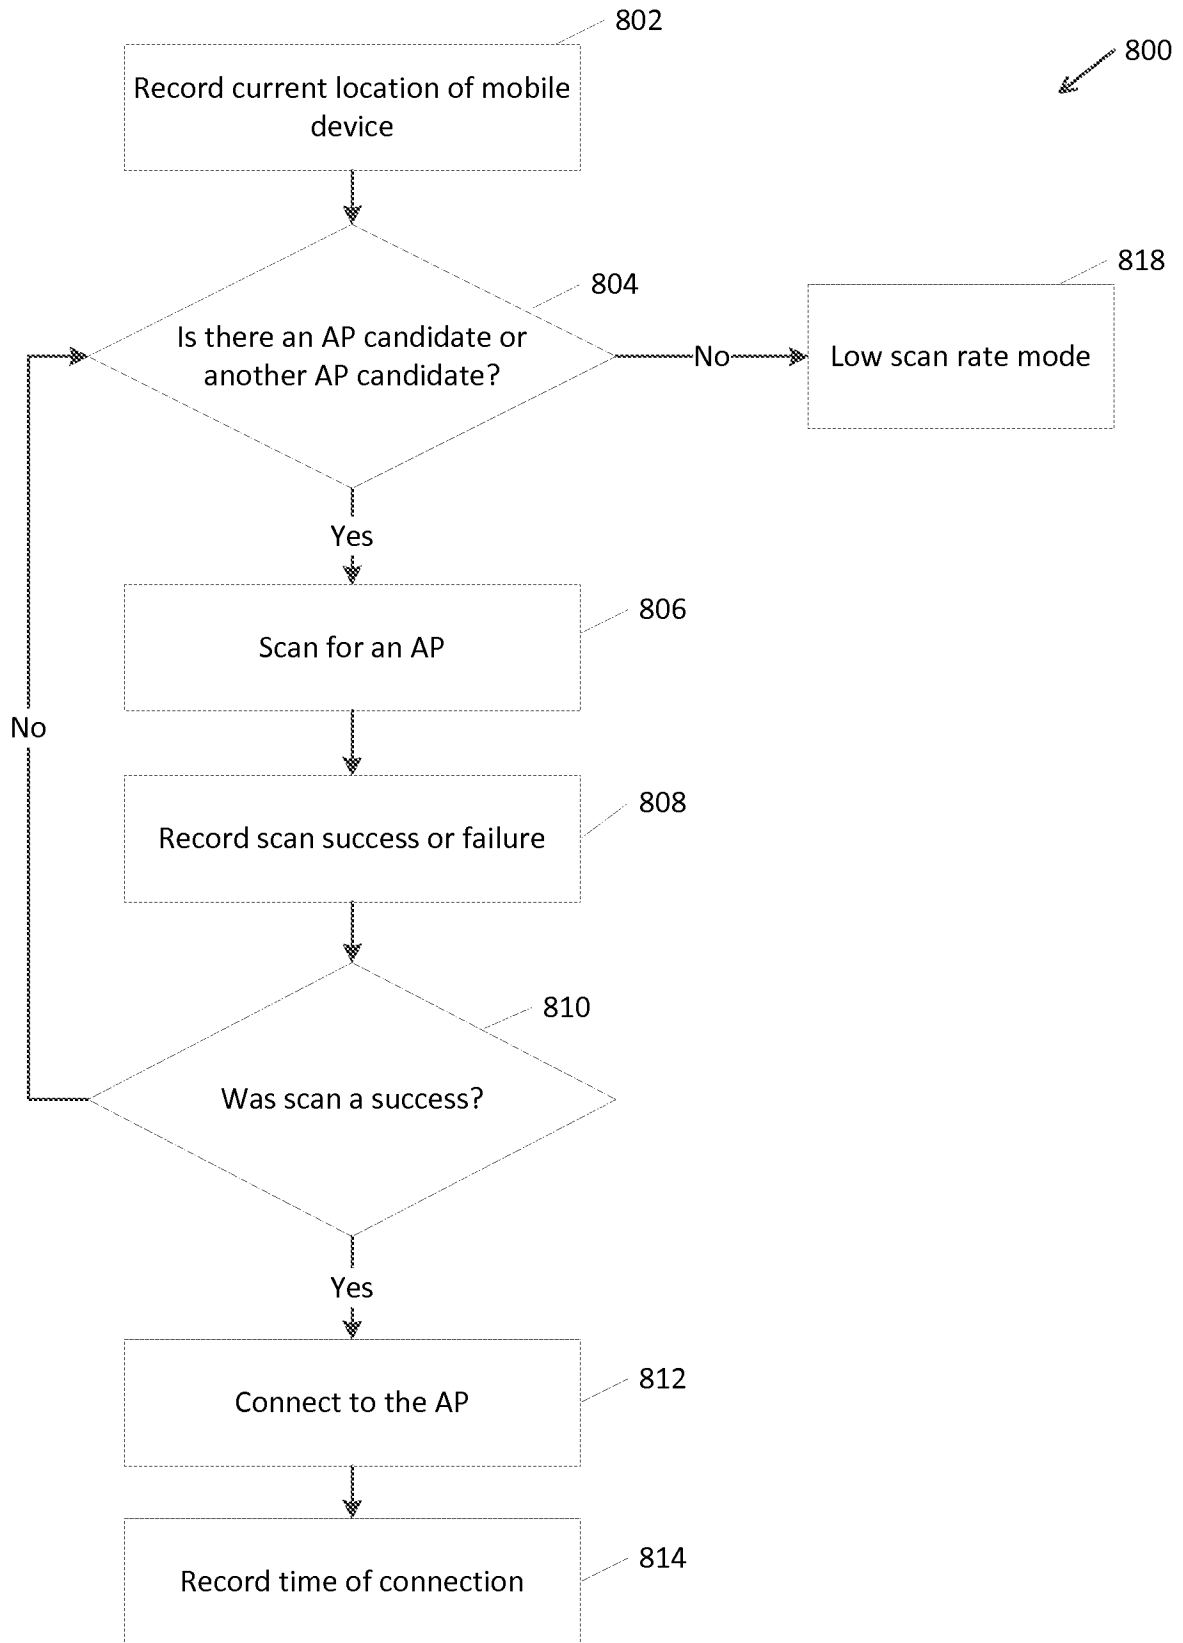 802
800
Record current location of mobile
device
804
818
Is there an AP candidate or
another AP candidate?
No
Low scan rate mode
Yes
806
Scan for an AP
No
808
Record scan success or failure
810
Was scan a success?
Yes
812
Connect to the AP
814
Record time of connection